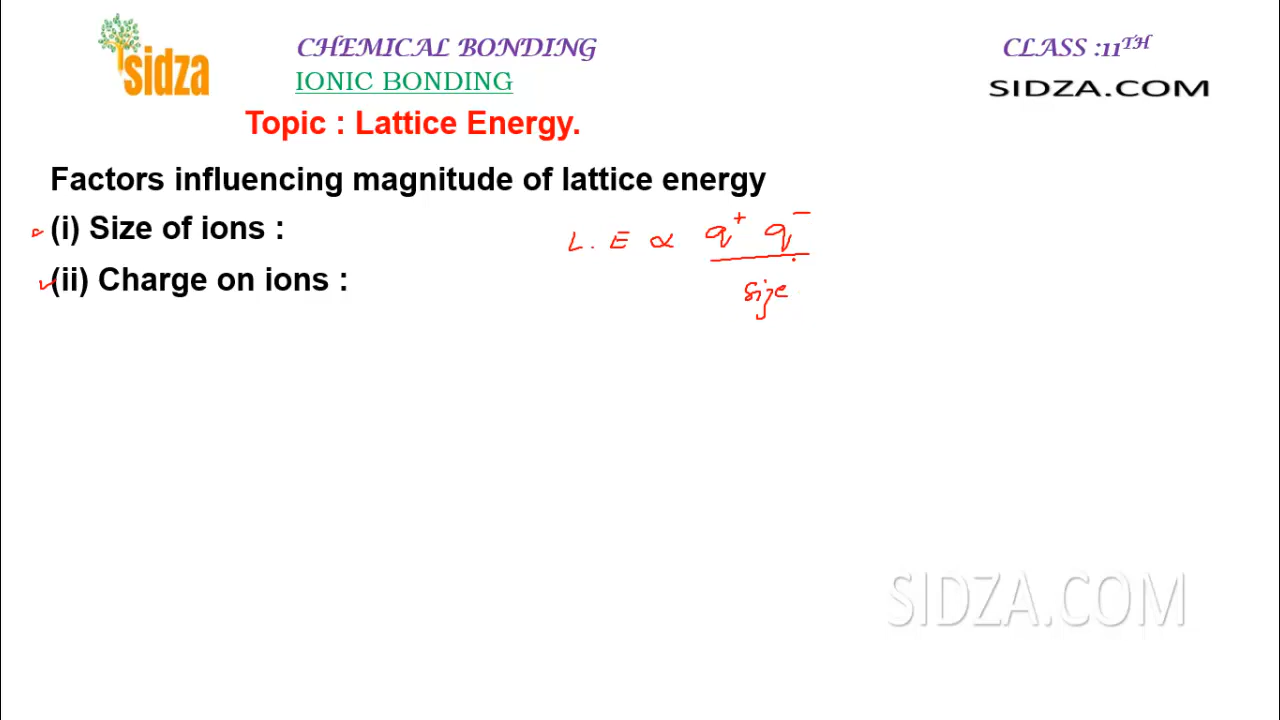 sidza
CHEMICAL BONDING
CLASS :11TH
IONIC BONDING
SIDZA.COM
Topic : Lattice Energy.
Factors influencing magnitude of lattice energy
(i) Size of ions :
L.E ∝ q⁺ q⁻
size
(ii) Charge on ions :
SIDZA.COM